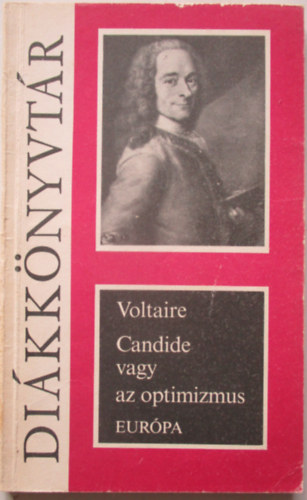 DIÁKKÖNYVTÁR
Voltaire
Candide
vagy
az optimizmus
EURÓPA